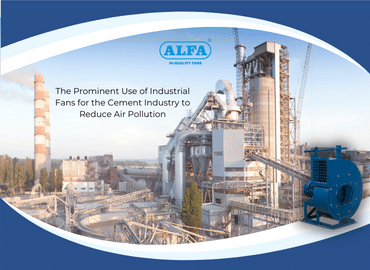 ALFA®
HI-QUALITY FANS
The Prominent Use of Industrial
Fans for the Cement Industry to
Reduce Air Pollution